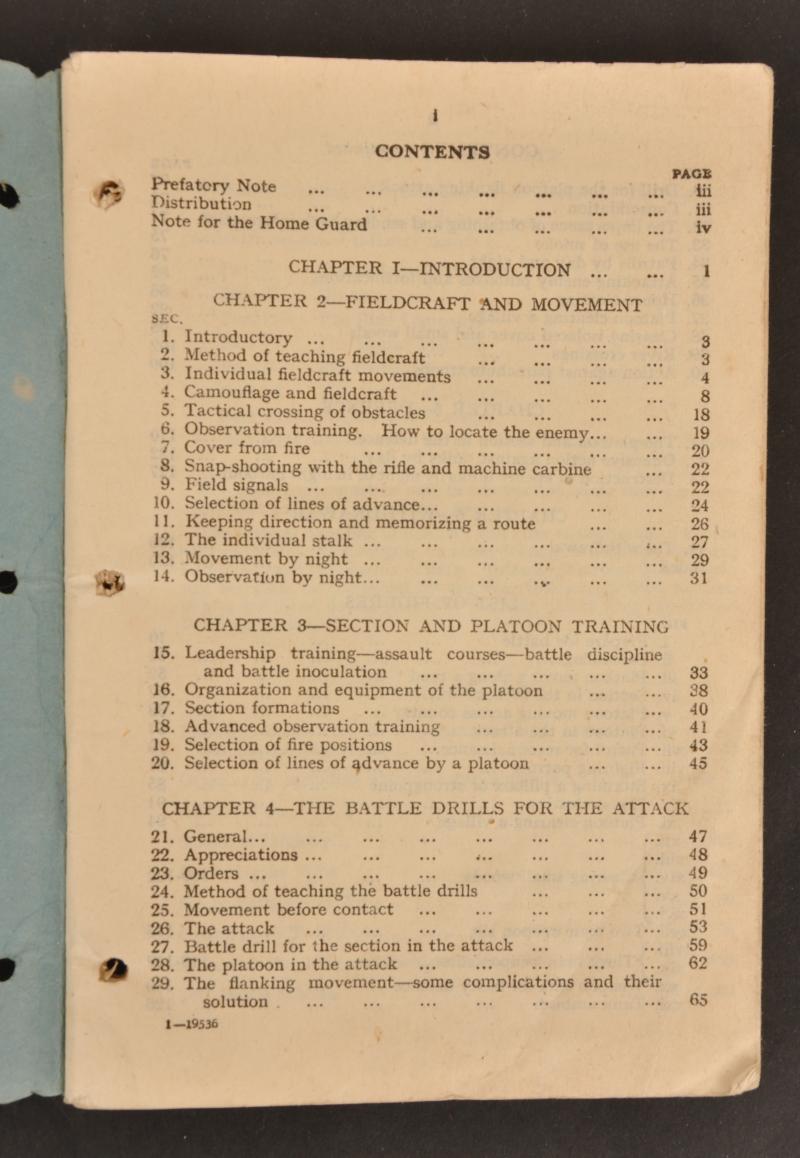 i
CONTENTS
PAGE
Prefatory Note ... ... ... ... ... ... ... iii
Distribution ... ... ... ... ... ... ... iii
Note for the Home Guard ... ... ... ... ... iv
CHAPTER I—INTRODUCTION ... ... 1
CHAPTER 2—FIELDCRAFT AND MOVEMENT
SEC.
1. Introductory ... ... ... ... ... ... ... 3
2. Method of teaching fieldcraft ... ... ... ... 3
3. Individual fieldcraft movements ... ... ... ... 4
4. Camouflage and fieldcraft ... ... ... ... ... 8
5. Tactical crossing of obstacles ... ... ... ... 18
6. Observation training. How to locate the enemy... ... 19
7. Cover from fire ... ... ... ... ... ... 20
8. Snap-shooting with the rifle and machine carbine ... 22
9. Field signals ... ... ... ... ... ... ... 22
10. Selection of lines of advance... ... ... ... ... 24
11. Keeping direction and memorizing a route ... ... 26
12. The individual stalk ... ... ... ... ... ... 27
13. Movement by night ... ... ... ... ... ... 29
14. Observation by night... ... ... ... ... ... 31
CHAPTER 3—SECTION AND PLATOON TRAINING
15. Leadership training—assault courses—battle discipline
and battle inoculation ... ... ... ... ... 33
16. Organization and equipment of the platoon ... ... 38
17. Section formations ... ... ... ... ... ... 40
18. Advanced observation training ... ... ... ... 41
19. Selection of fire positions ... ... ... ... ... 43
20. Selection of lines of advance by a platoon ... ... 45
CHAPTER 4—THE BATTLE DRILLS FOR THE ATTACK
21. General... ... ... ... ... ... ... ... 47
22. Appreciations ... ... ... ... ... ... ... 48
23. Orders ... ... ... ... ... ... ... ... 49
24. Method of teaching the battle drills ... ... ... 50
25. Movement before contact ... ... ... ... ... 51
26. The attack ... ... ... ... ... ... ... 53
27. Battle drill for the section in the attack ... ... ... 59
28. The platoon in the attack ... ... ... ... ... 62
29. The flanking movement—some complications and their
solution ... ... ... ... ... ... ... 65
1—19536